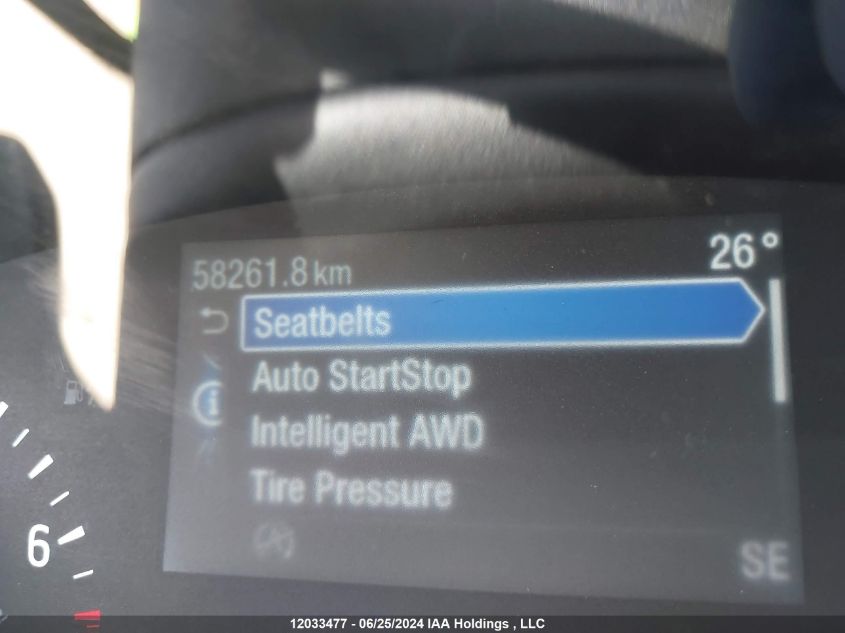 26°
58261.8 km
Seatbelts
Auto StartStop
Intelligent AWD
Tire Pressure
6
SE
12033477 - 06/25/2024 IAA Holdings , LLC